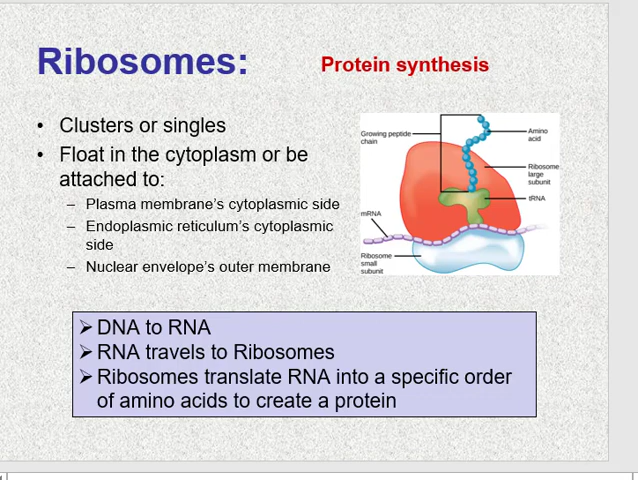 Ribosomes:
Protein synthesis
• Clusters or singles
• Float in the cytoplasm or be
attached to:
– Plasma membrane's cytoplasmic side
– Endoplasmic reticulum's cytoplasmic
side
– Nuclear envelope's outer membrane
Growing peptide
chain
Amino
acid
Ribosome
large
subunit
tRNA
mRNA
Ribosome
small
subunit
➢ DNA to RNA
➢ RNA travels to Ribosomes
➢ Ribosomes translate RNA into a specific order
of amino acids to create a protein